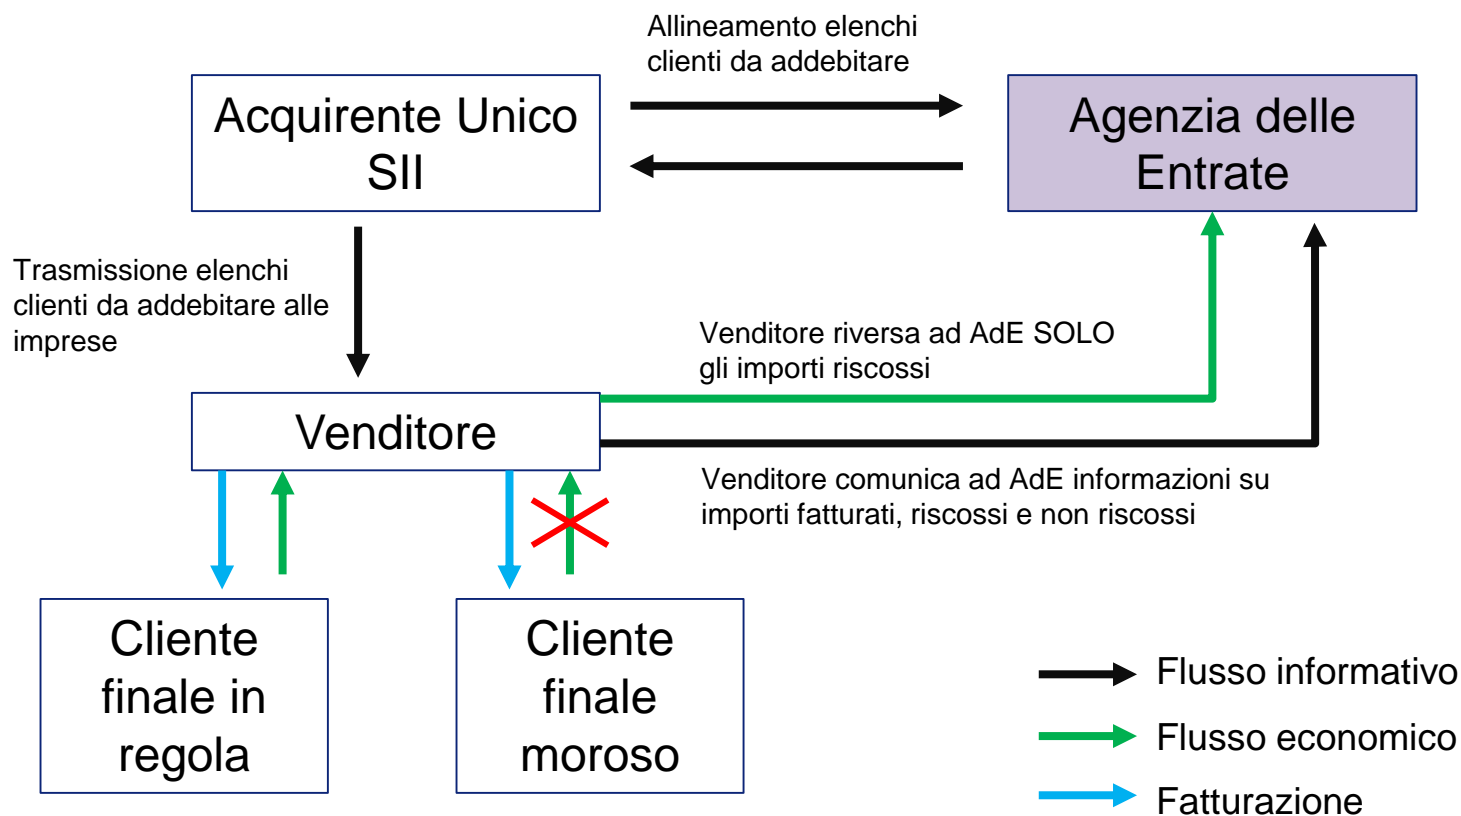 Allineamento elenchi
clienti da addebitare
Acquirente Unico
SII
Agenzia delle
Entrate
Trasmissione elenchi
clienti da addebitare alle
imprese
Venditore riversa ad AdE SOLO
gli importi riscossi
Venditore
Venditore comunica ad AdE informazioni su
importi fatturati, riscossi e non riscossi
Cliente
finale in
regola
Cliente
finale
moroso
Flusso informativo
Flusso economico
Fatturazione